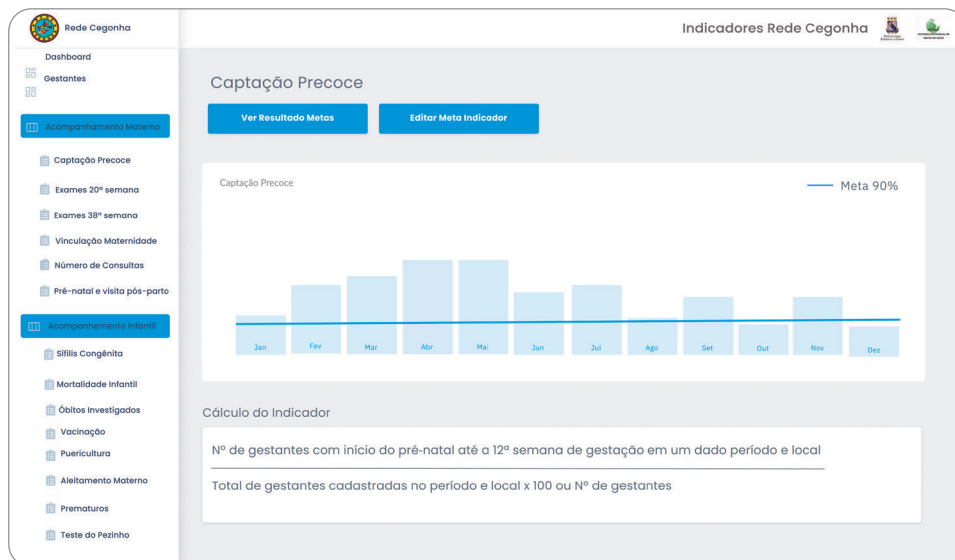 Rede Cegonha
Indicadores Rede Cegonha
Dashboard
Gestantes
Acompanhamento Materno
Captação Precoce
Exames 20ª semana
Exames 38ª semana
Vinculação Maternidade
Número de Consultas
Pré-natal e visita pós-parto
Acompanhemento Infantil
Sífilis Congênita
Mortalidade Infantil
Óbitos Investigados
Vacinação
Puericultura
Aleitamento Materno
Prematuros
Teste do Pezinho
Captação Precoce
Ver Resultado Metas
Editar Meta Indicador
Captação Precoce
Meta 90%
Jan Fev Mar Abr Mai Jun Jul Ago Set Out Nov Dez
Cálculo do Indicador
Nº de gestantes com início do pré-natal até a 12ª semana de gestação em um dado período e local
Total de gestantes cadastradas no período e local x 100 ou Nº de gestantes